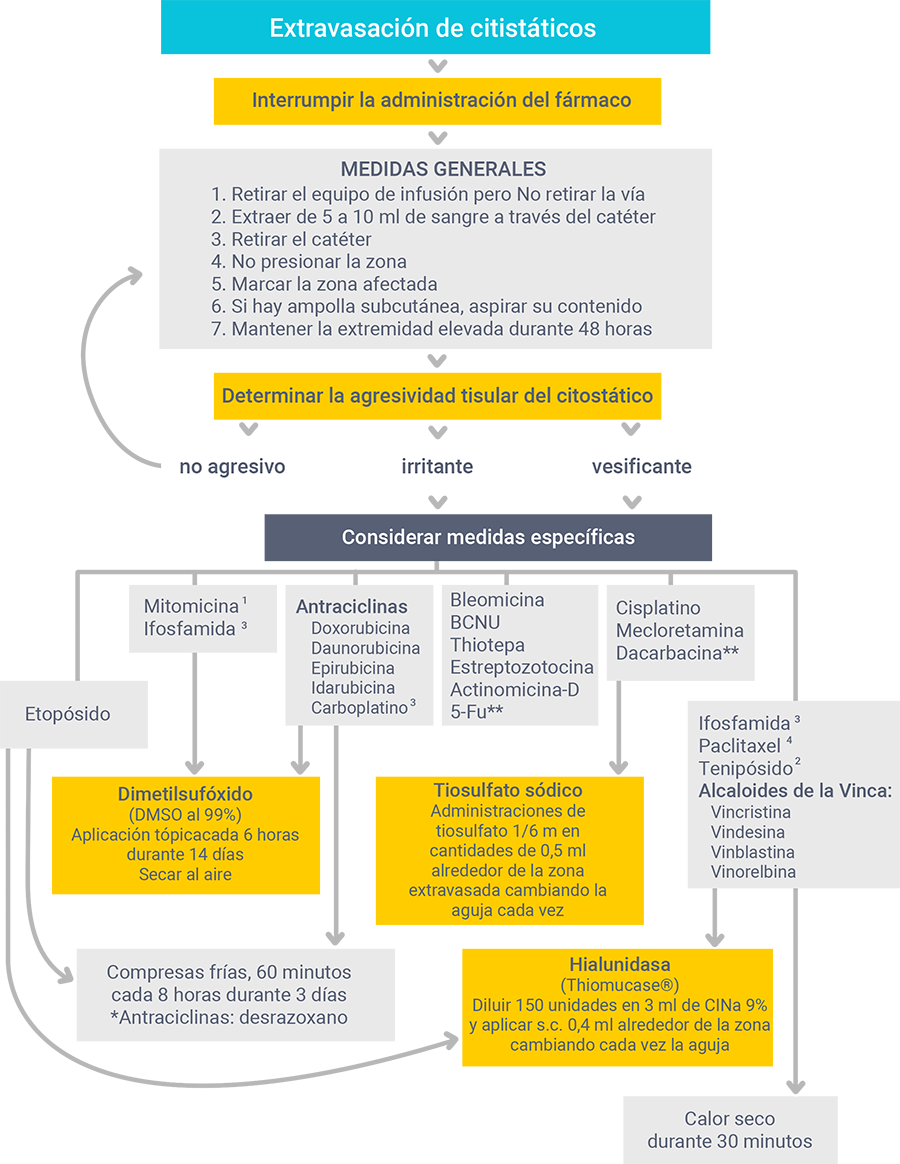 Extravasación de citistáticos
Interrumpir la administración del fármaco
MEDIDAS GENERALES
1. Retirar el equipo de infusión pero No retirar la vía
2. Extraer de 5 a 10 ml de sangre a través del catéter
3. Retirar el catéter
4. No presionar la zona
5. Marcar la zona afectada
6. Si hay ampolla subcutánea, aspirar su contenido
7. Mantener la extremidad elevada durante 48 horas
Determinar la agresividad tisular del citostático
no agresivo
irritante
vesificante
Considerar medidas específicas
Etopósido
Mitomicina ¹
Ifosfamida ³
Antraciclinas
Doxorubicina
Daunorubicina
Epirubicina
Idarubicina
Carboplatino ³
Bleomicina
BCNU
Thiotepa
Estreptozotocina
Actinomicina-D
5-Fu**
Cisplatino
Mecloretamina
Dacarbacina**
Ifosfamida ³
Paclitaxel ⁴
Tenipósido ²
Alcaloides de la Vinca:
Vincristina
Vindesina
Vinblastina
Vinorelbina
Dimetilsufóxido
(DMSO al 99%)
Aplicación tópicacada 6 horas
durante 14 días
Secar al aire
Tiosulfato sódico
Administraciones de
tiosulfato 1/6 m en
cantidades de 0,5 ml
alrededor de la zona
extravasada cambiando la
aguja cada vez
Compresas frías, 60 minutos
cada 8 horas durante 3 días
*Antraciclinas: desrazoxano
Hialunidasa
(Thiomucase®)
Diluir 150 unidades en 3 ml de CINa 9%
y aplicar s.c. 0,4 ml alrededor de la zona
cambiando cada vez la aguja
Calor seco
durante 30 minutos